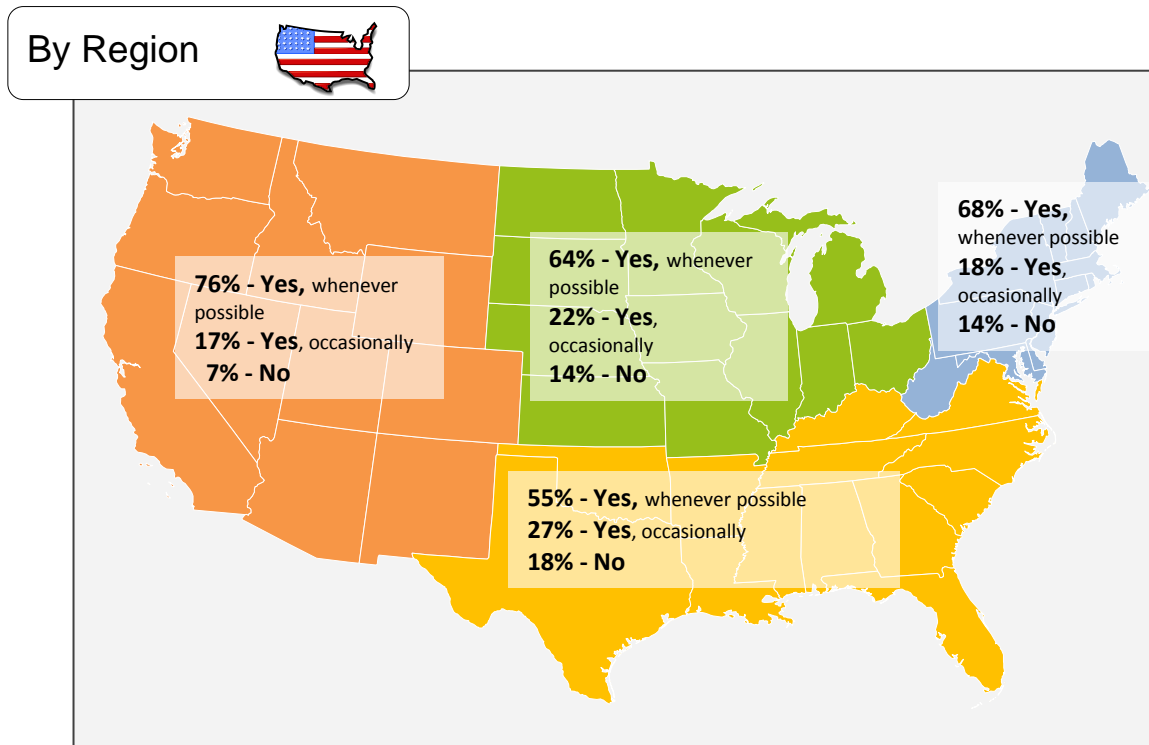 By Region
76% - Yes, whenever
possible
17% - Yes, occasionally
7% - No
64% - Yes, whenever
possible
22% - Yes,
occasionally
14% - No
68% - Yes,
whenever possible
18% - Yes,
occasionally
14% - No
55% - Yes, whenever possible
27% - Yes, occasionally
18% - No